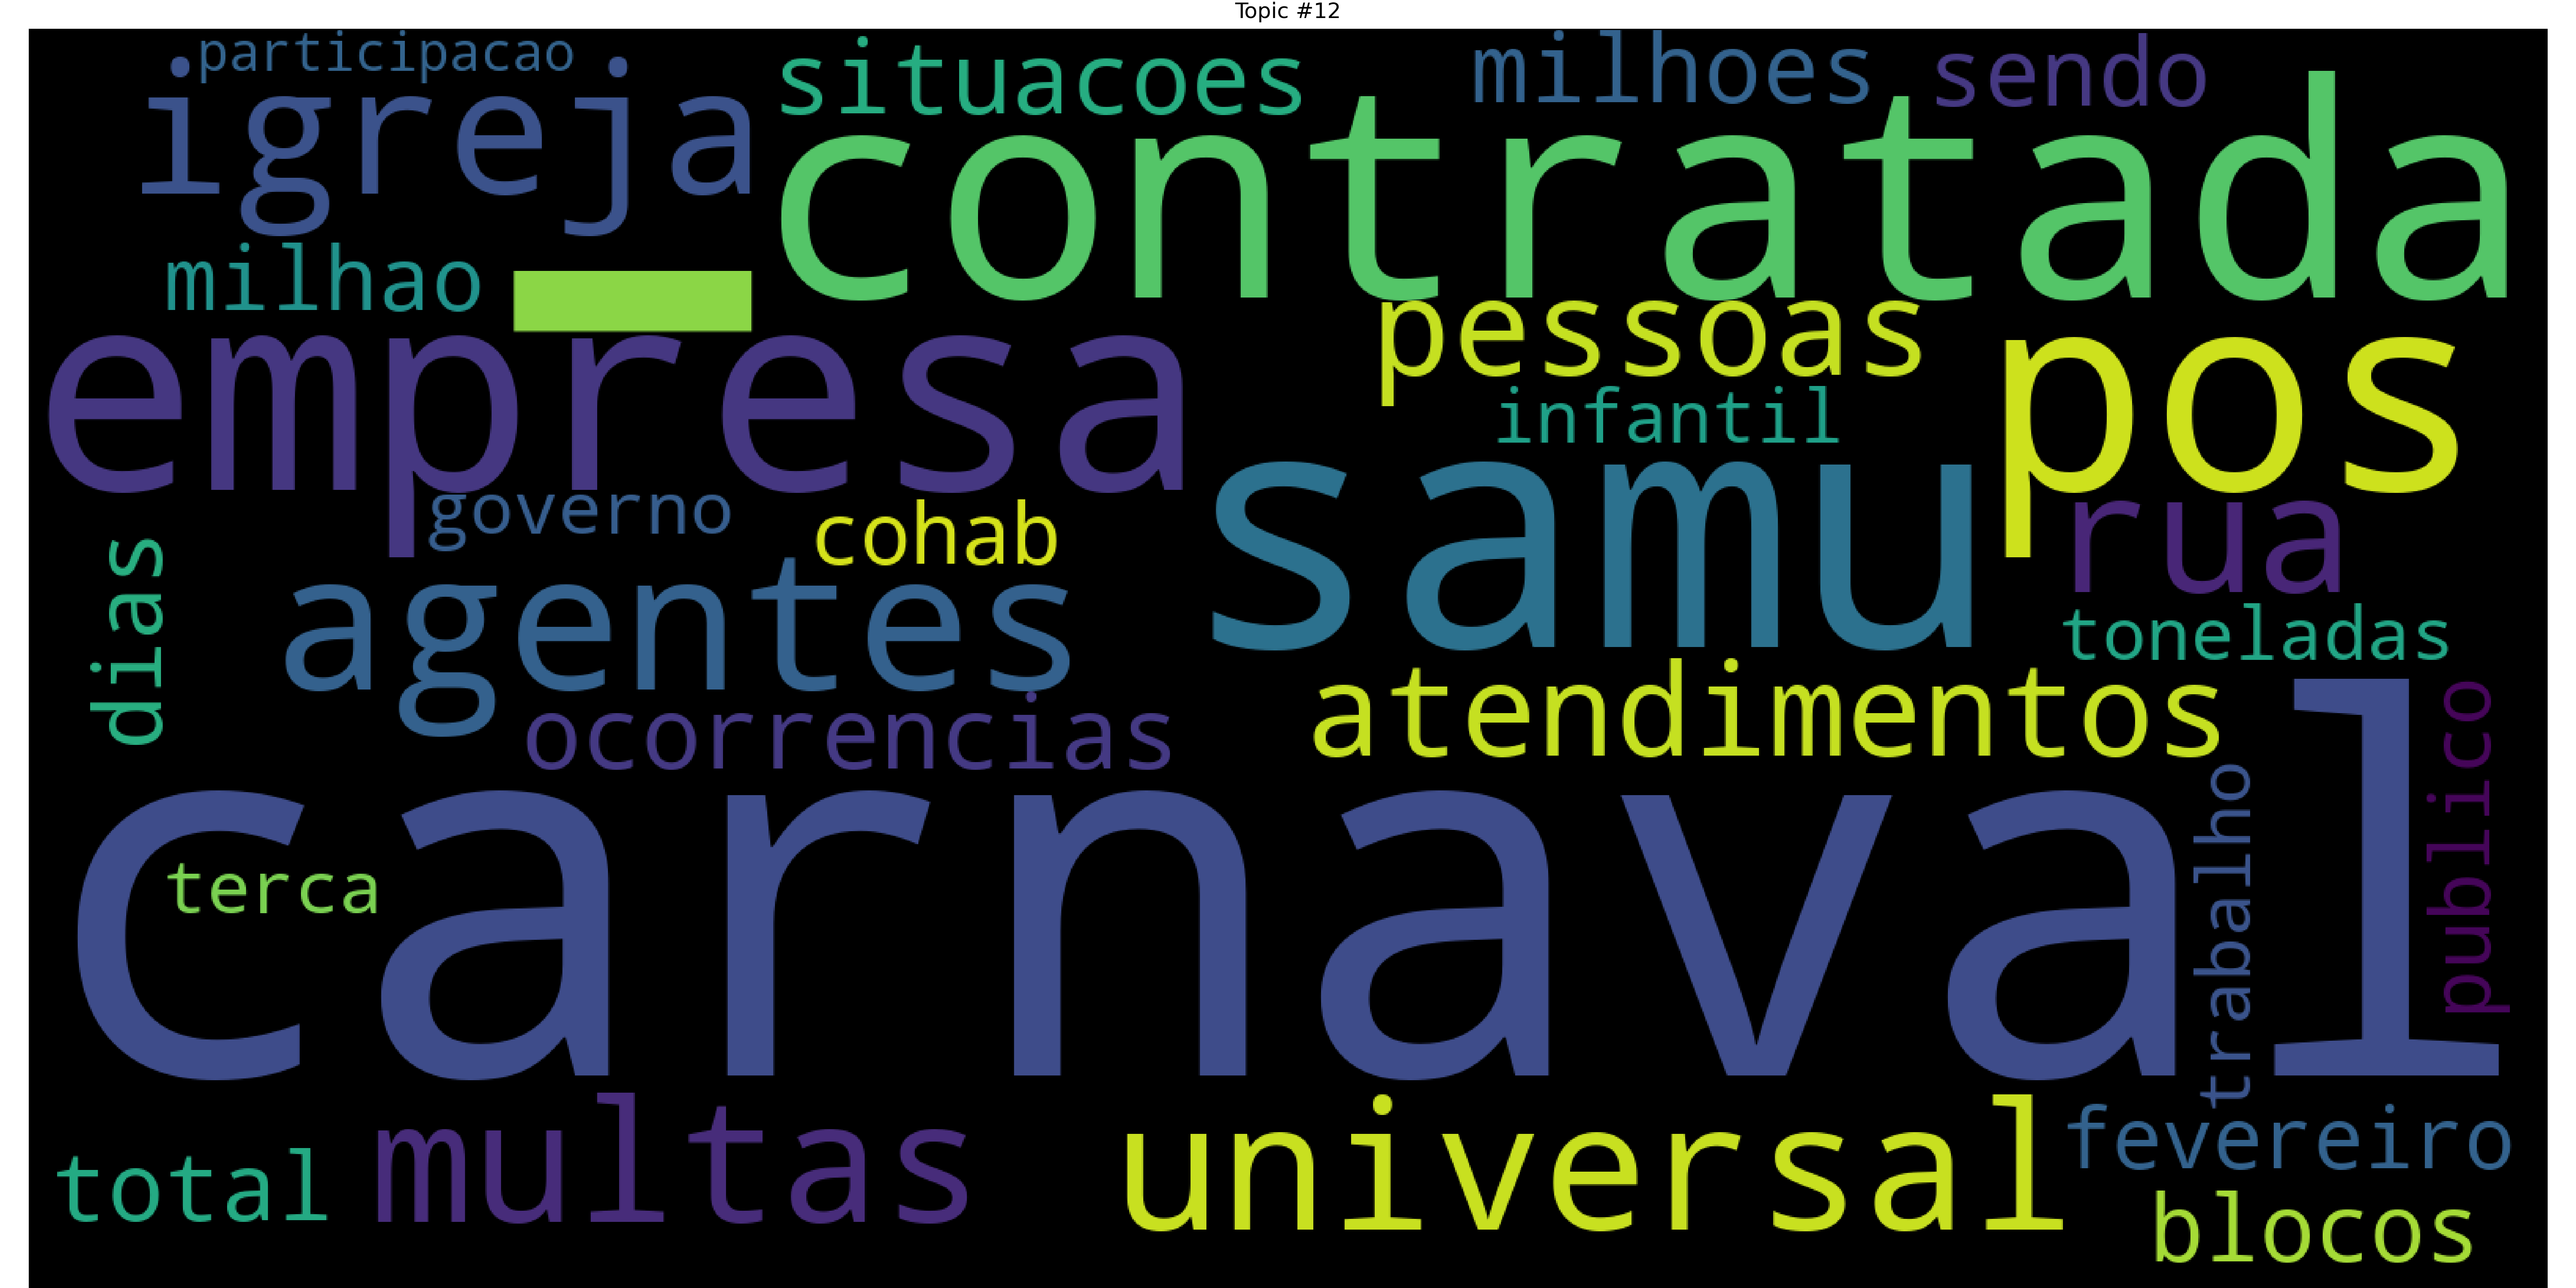 Topic #12
participacao
igreja
situacoes
milhoes
sendo
contratada
milhao
empresa
pessoas
pos
infantil
samu
governo
cohab
rua
dias
agentes
toneladas
ocorrencias
atendimentos
publico
carnaval
terca
trabalho
total
multas
universal
fevereiro
blocos